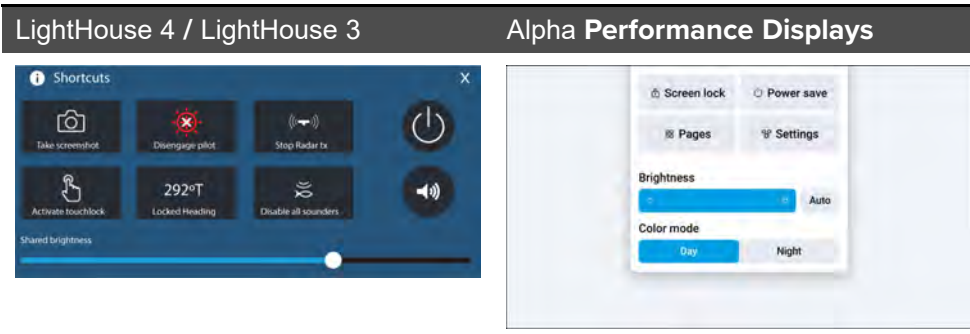 LightHouse 4 / LightHouse 3
Alpha Performance Displays
Shortcuts
X
Take screenshot
Disengage pilot
Stop Radar tx
Activate touchlock
292°T
Locked Heading
Disable all sounders
Shared brightness
Screen lock
Power save
Pages
Settings
Brightness
Auto
Color mode
Day
Night